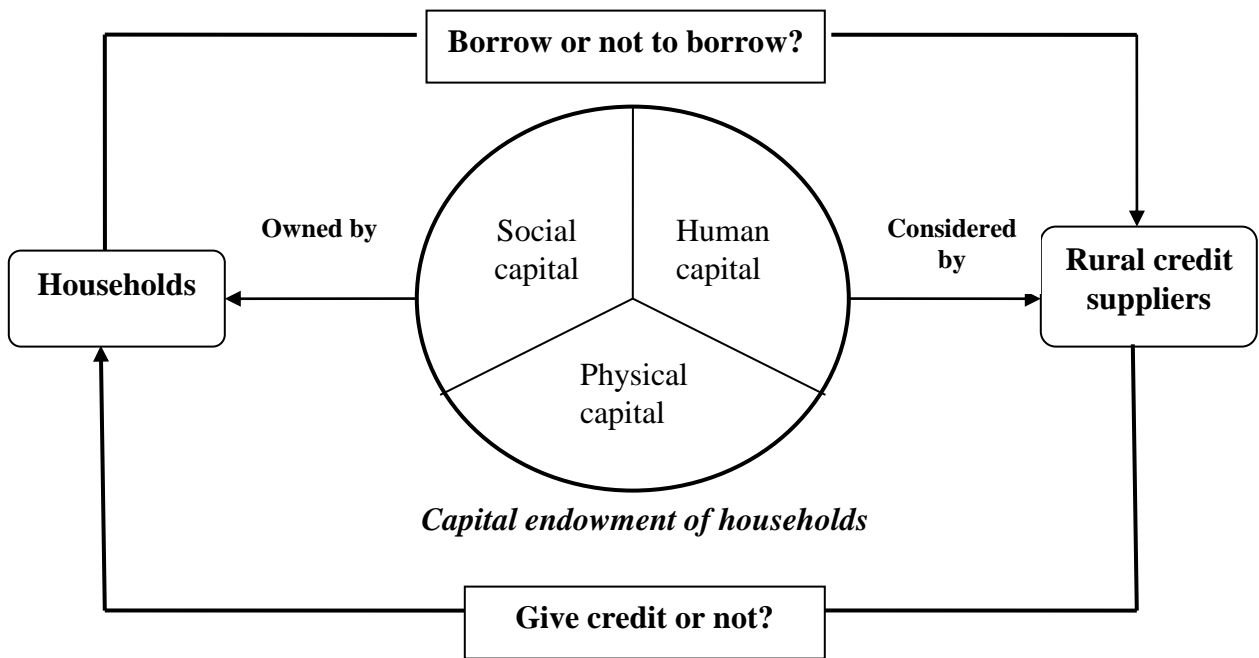 Borrow or not to borrow?
Owned by
Social
capital
Human
capital
Considered
by
Households
Rural credit
suppliers
Physical
capital
Capital endowment of households
Give credit or not?